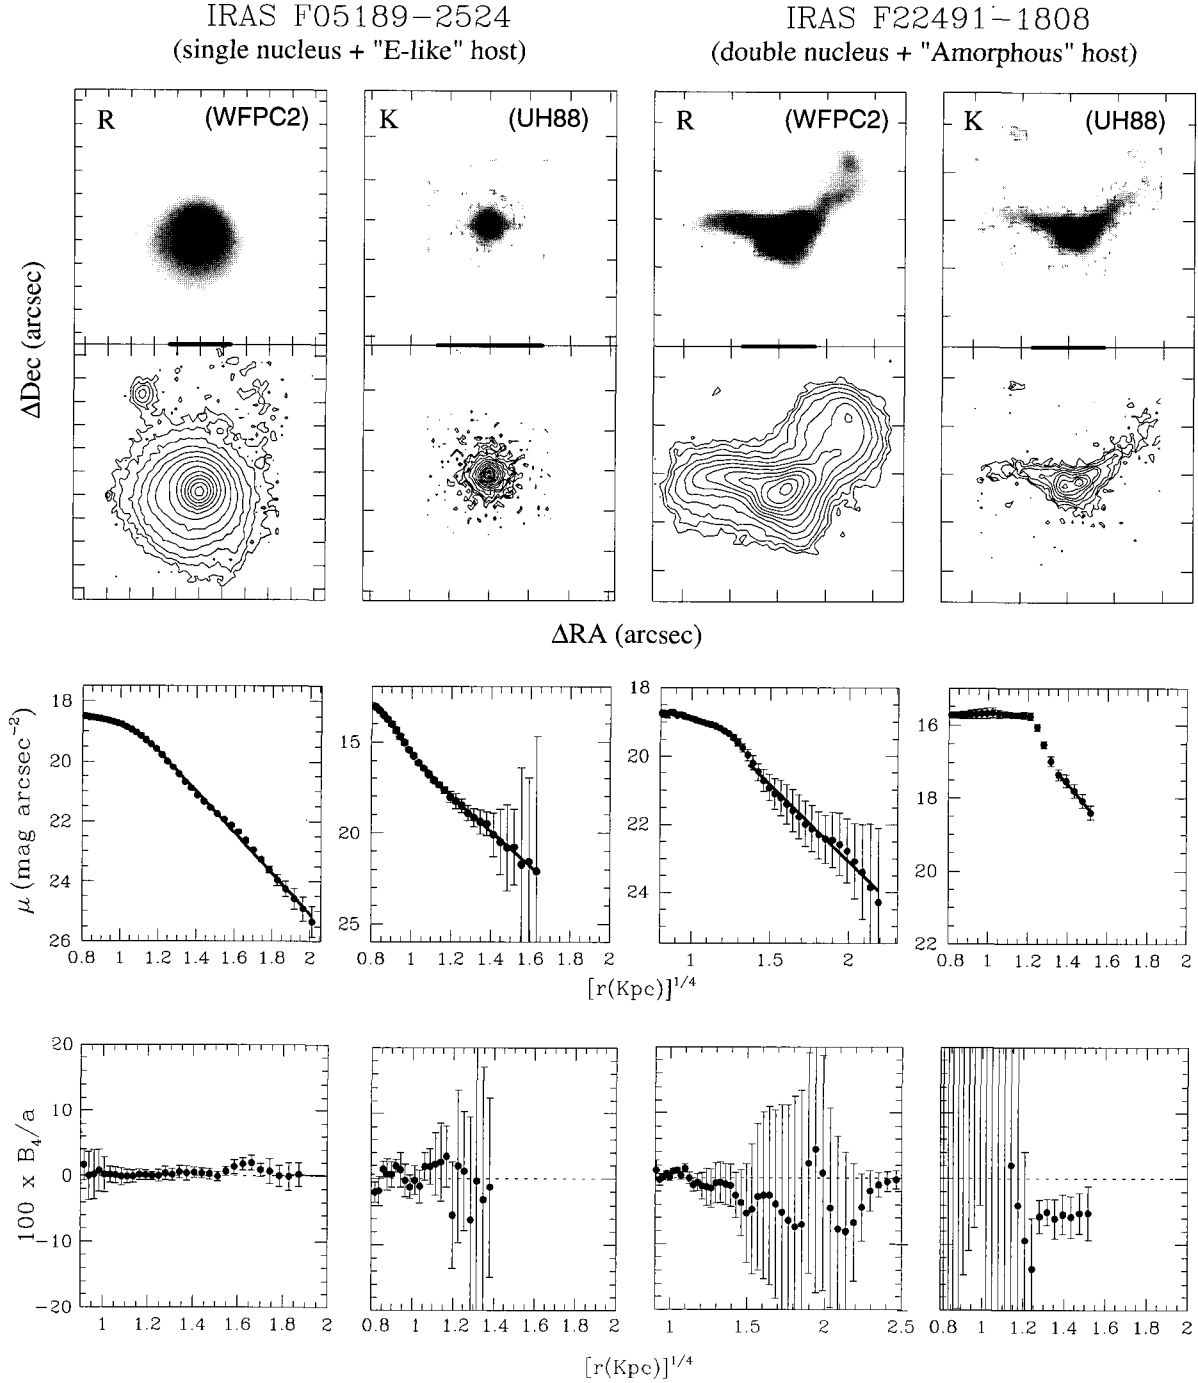 IRAS F05189−2524
(single nucleus + "E-like" host)
IRAS F22491−1808
(double nucleus + "Amorphous" host)
R (WFPC2)
K (UH88)
R (WFPC2)
K (UH88)
ΔDec (arcsec)
ΔRA (arcsec)
μ (mag arcsec⁻²)
18
20
22
24
26
0.8 1 1.2 1.4 1.6 1.8 2
15
20
25
0.8 1 1.2 1.4 1.6 1.8 2
18
20
22
24
1 1.5 2
16
18
20
22
0.8 1 1.2 1.4 1.6 1.8 2
[r(Kpc)]^1/4
100 x B₄/a
20
10
0
−10
−20
1 1.2 1.4 1.6 1.8 2
0.8 1 1.2 1.4 1.6 1.8 2
1 1.5 2 2.5
0.8 1 1.2 1.4 1.6 1.8 2
[r(Kpc)]^1/4